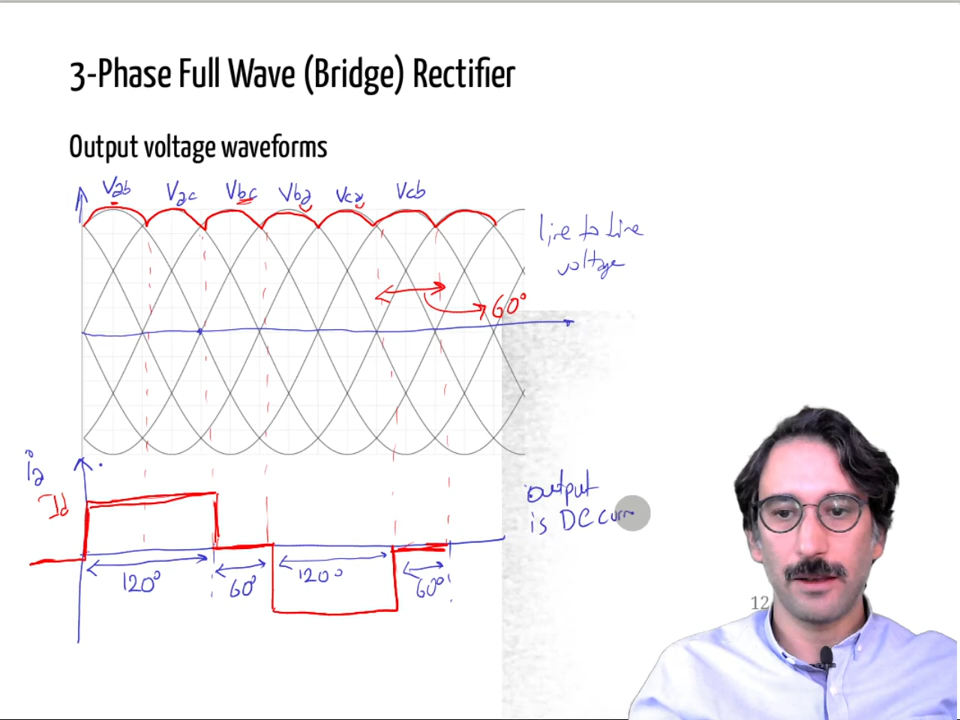 3-Phase Full Wave (Bridge) Rectifier
Output voltage waveforms
Vab Vac Vbc Vba Vca Vcb
line to line
voltage
60°
ia
Id
output
is DC curr
120° 60° 120° 60°
12